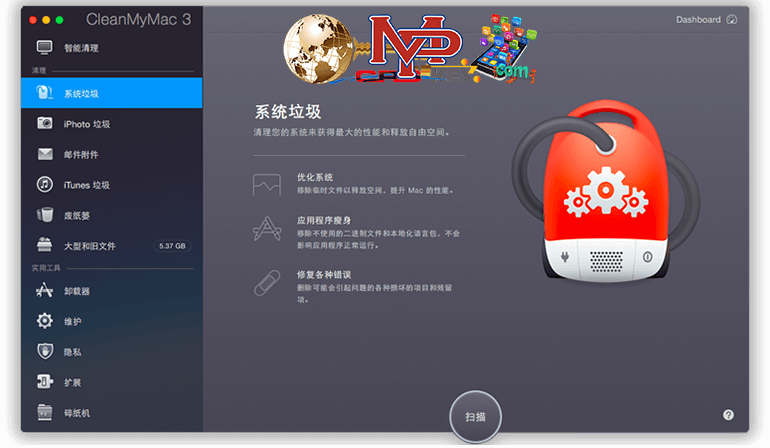 CleanMyMac 3
Dashboard
智能清理
清理
系统垃圾
iPhoto 垃圾
邮件附件
iTunes 垃圾
废纸篓
大型和旧文件 5.37 GB
实用工具
卸载器
维护
隐私
扩展
碎纸机
MP
.com
系统垃圾
清理您的系统来获得最大的性能和释放自由空间。
优化系统
移除临时文件以释放空间，提升 Mac 的性能。
应用程序瘦身
移除不使用的二进制文件和本地化语言包，不会
影响应用程序正常运行。
修复各种错误
删除可能会引起问题的各种损坏的项目和残留
项。
扫描
?